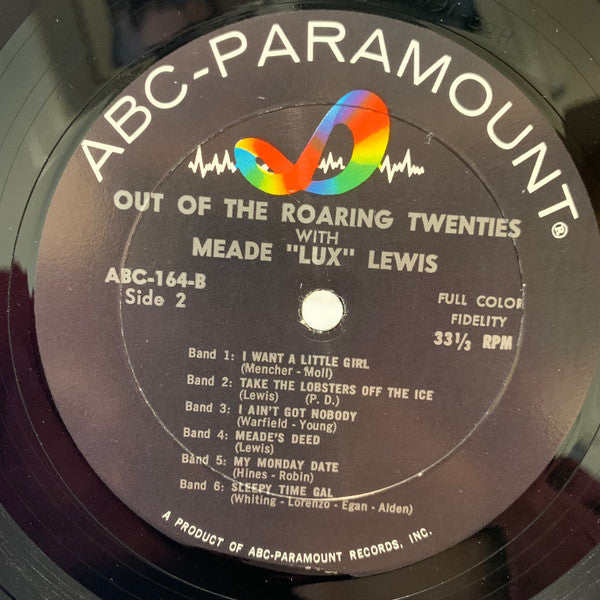 ABC-PARAMOUNT®
OUT OF THE ROARING TWENTIES
WITH
MEADE "LUX" LEWIS
ABC-164-B
Side 2
FULL COLOR
FIDELITY
33⅓ RPM
Band 1: I WANT A LITTLE GIRL
(Mencher - Moll)
Band 2: TAKE THE LOBSTERS OFF THE ICE
(Lewis) (P. D.)
Band 3: I AIN'T GOT NOBODY
(Warfield - Young)
Band 4: MEADE'S DEED
(Lewis)
Band 5: MY MONDAY DATE
(Hines - Robin)
Band 6: SLEEPY TIME GAL
(Whiting - Lorenzo - Egan - Alden)
A PRODUCT OF ABC-PARAMOUNT RECORDS, INC.